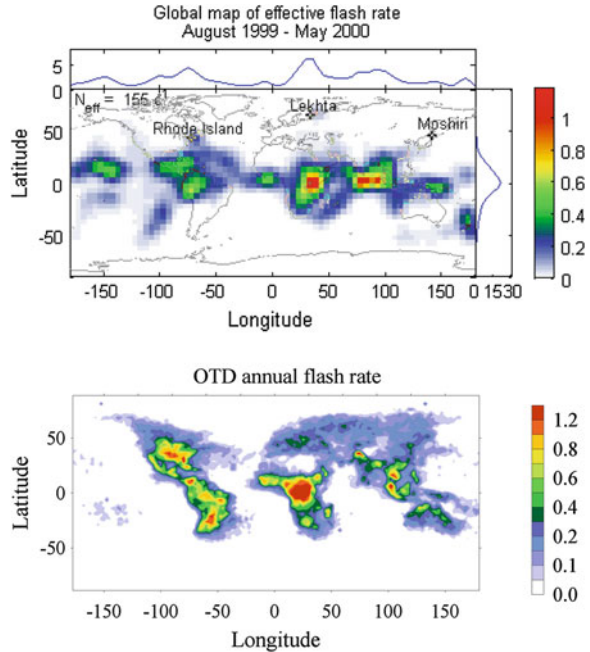 Global map of effective flash rate
August 1999 - May 2000
5
0
N_eff = 155 s^-1
Lekhta
Rhode Island
Moshiri
50
0
-50
Latitude
-150 -100 -50 0 50 100 150 0 1530
Longitude
1
0.8
0.6
0.4
0.2
0
OTD annual flash rate
50
0
-50
Latitude
-150 -100 -50 0 50 100 150
Longitude
1.2
0.8
0.6
0.4
0.2
0.1
0.0